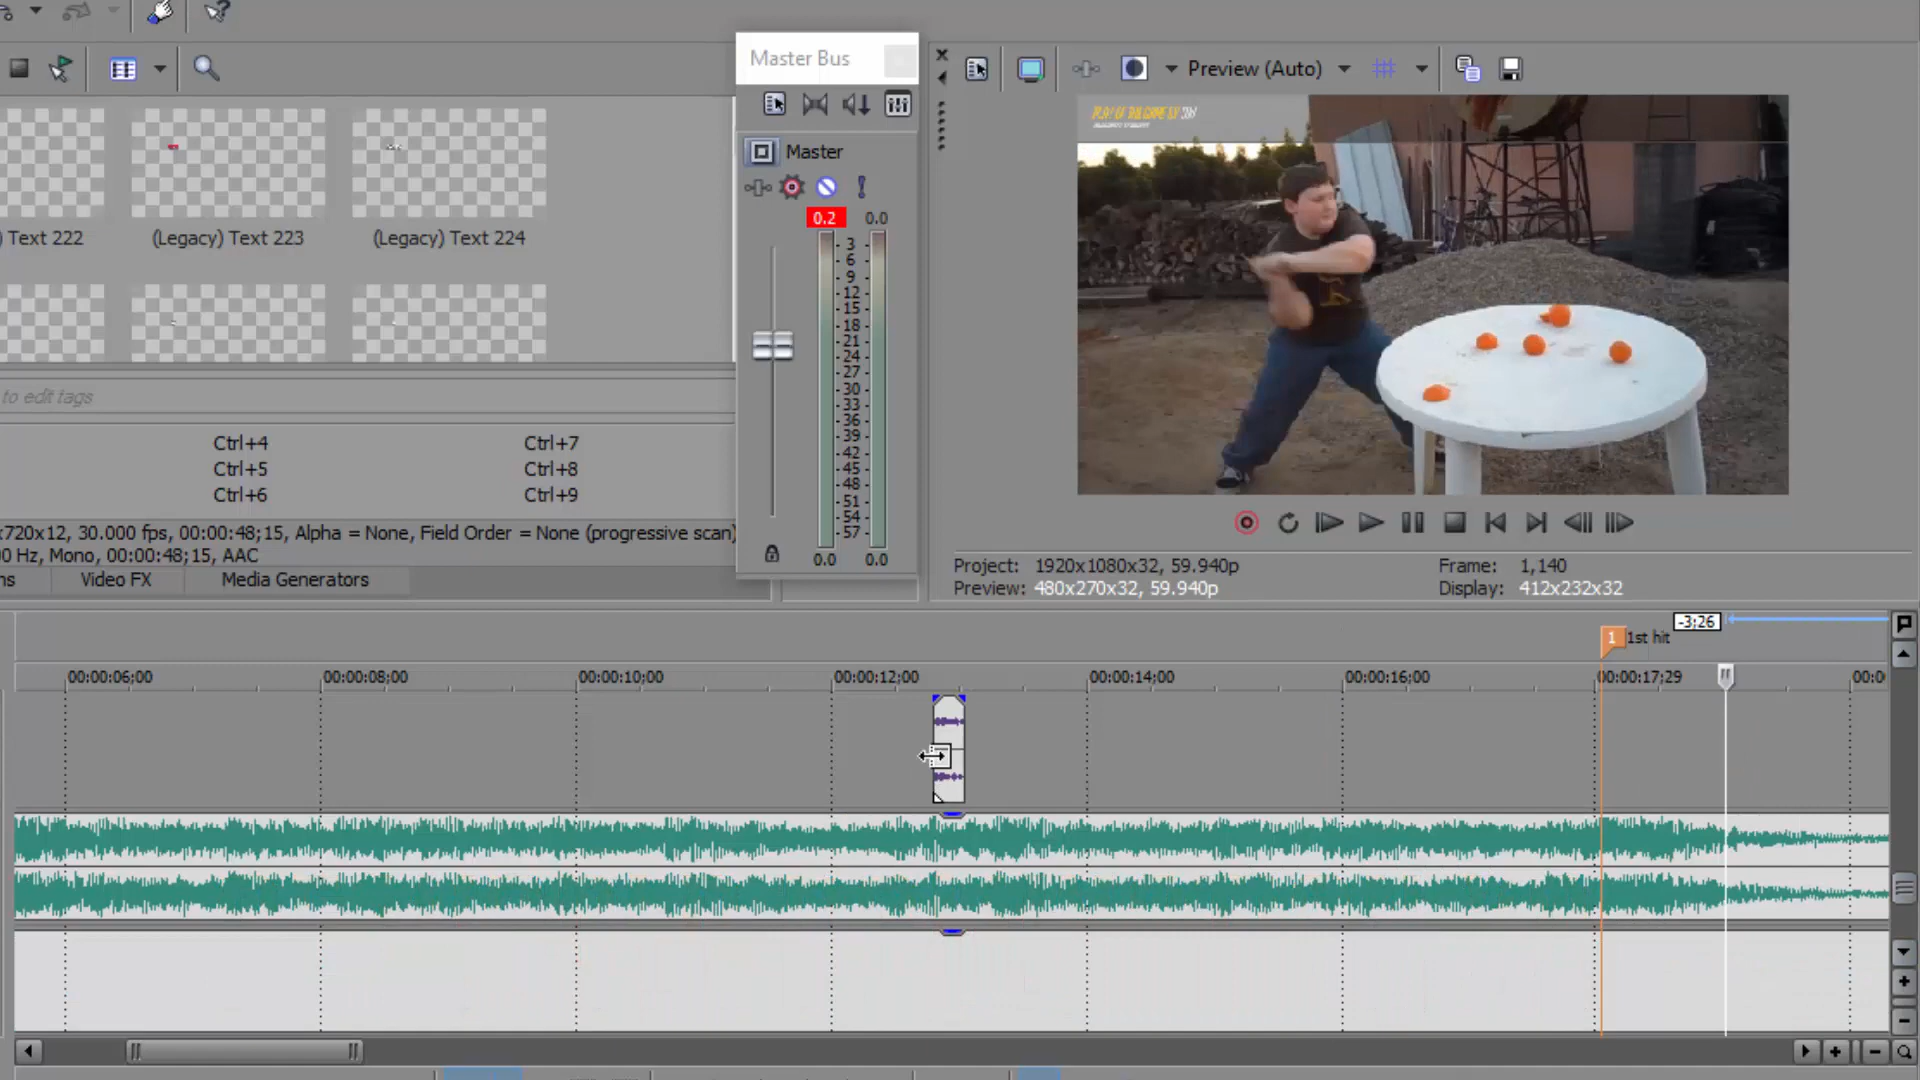 Master Bus
Preview (Auto)
Master
0.2 0.0
3
6
9
12
15
18
21
24
27
30
33
36
39
42
45
48
51
54
57
0.0 0.0
) Text 222
(Legacy) Text 223
(Legacy) Text 224
to edit tags
Ctrl+4 Ctrl+7
Ctrl+5 Ctrl+8
Ctrl+6 Ctrl+9
x720x12, 30.000 fps, 00:00:48;15, Alpha = None, Field Order = None (progressive scan)
0 Hz, Mono, 00:00:48;15, AAC
ns Video FX Media Generators
Project: 1920x1080x32, 59.940p
Preview: 480x270x32, 59.940p
Frame: 1,140
Display: 412x232x32
-3;26
1 1st hit
00:00:06;00 00:00:08;00 00:00:10;00 00:00:12;00 00:00:14;00 00:00:16;00 00:00:17;29 00:0